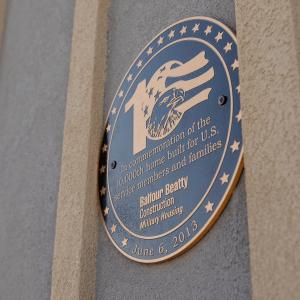 10
In commemoration of the
10,000th home built for U.S.
service members and families
Balfour Beatty
Construction
Military Housing
June 6, 2013